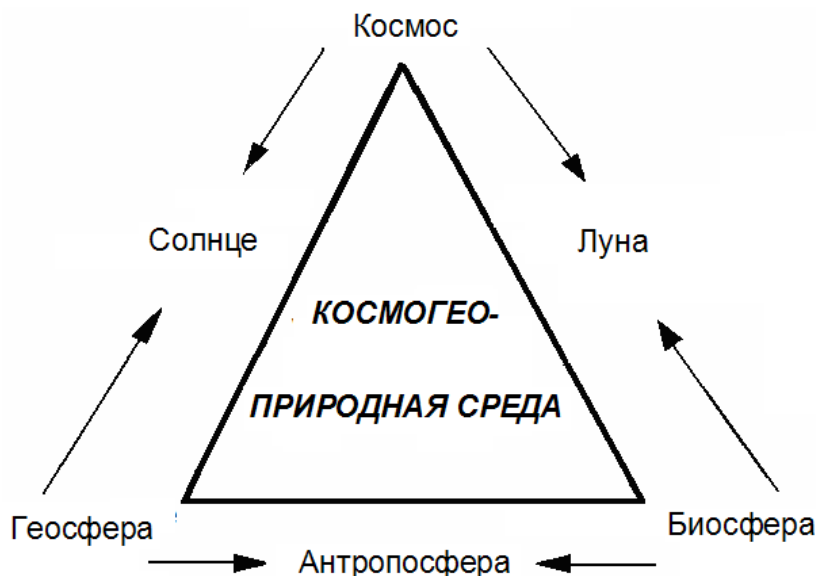 Космос
Солнце
Луна
КОСМОГЕО-
ПРИРОДНАЯ СРЕДА
Геосфера
Биосфера
Антропосфера